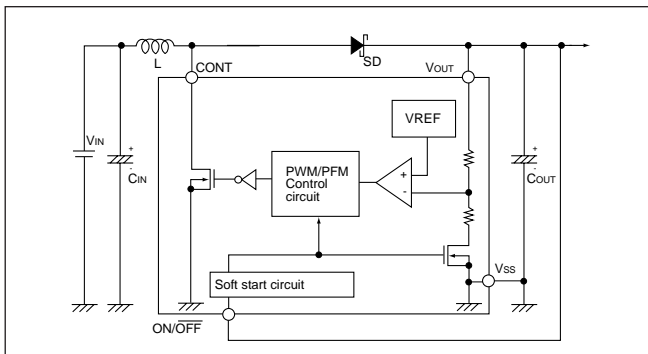 L
CONT
SD
VOUT
VREF
VIN
+
-
CIN
PWM/PFM
Control
circuit
+
-
+
-
COUT
VSS
Soft start circuit
ON/OFF